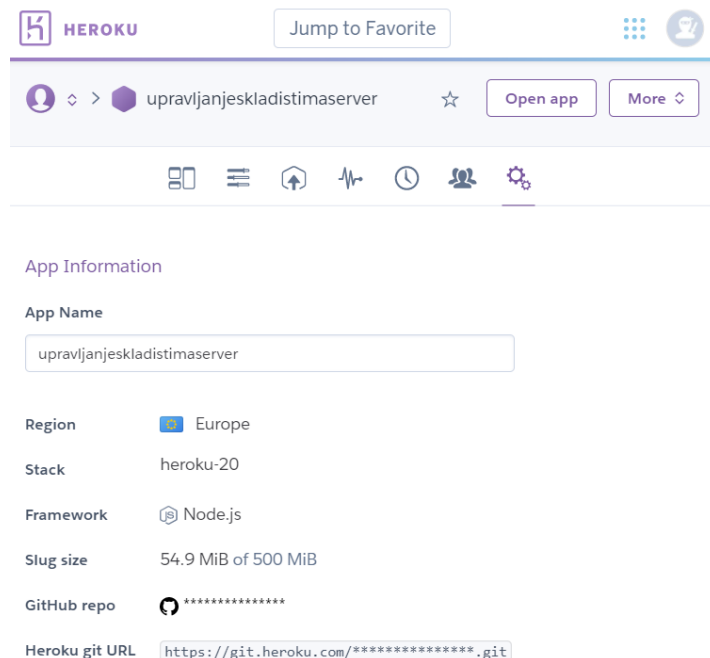 HEROKU
Jump to Favorite
upravljanjeskladistimaserver
Open app
More
App Information
App Name
upravljanjeskladistimaserver
Region Europe
Stack heroku-20
Framework JS Node.js
Slug size 54.9 MiB of 500 MiB
GitHub repo ***************
Heroku git URL https://git.heroku.com/***************.git